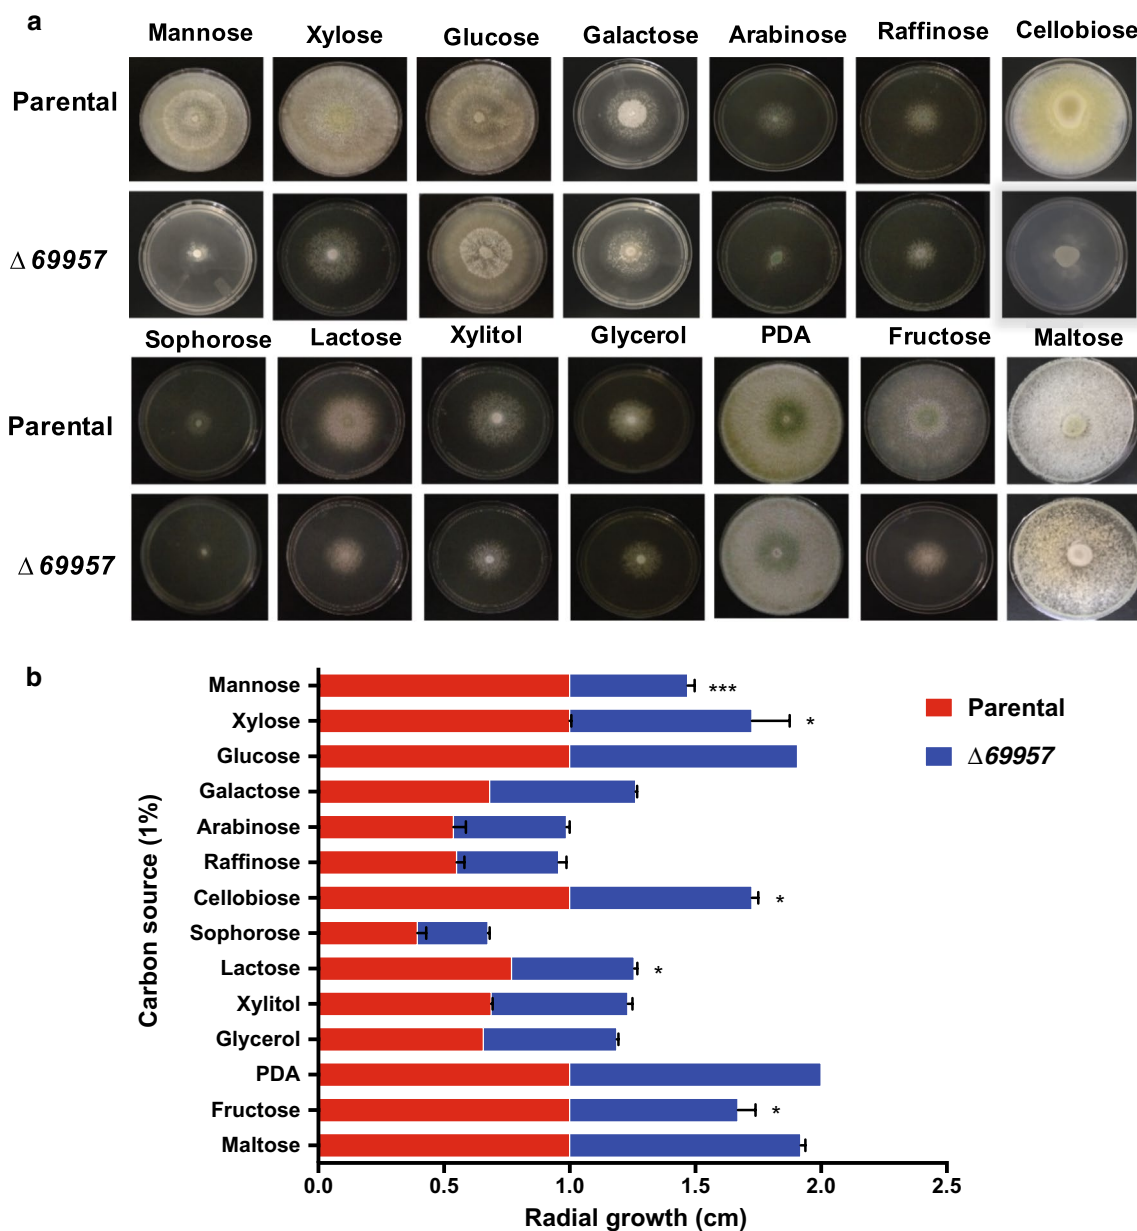 a
Mannose Xylose Glucose Galactose Arabinose Raffinose Cellobiose
Parental
Δ 69957
Sophorose Lactose Xylitol Glycerol PDA Fructose Maltose
Parental
Δ 69957
b
Carbon source (1%)
Mannose ***
Xylose *
Glucose
Galactose
Arabinose
Raffinose
Cellobiose *
Sophorose
Lactose *
Xylitol
Glycerol
PDA
Fructose *
Maltose
Parental
Δ69957
0.0 0.5 1.0 1.5 2.0 2.5
Radial growth (cm)